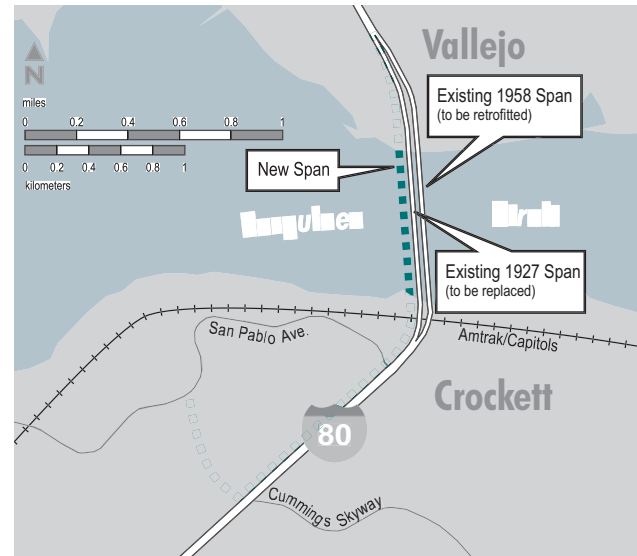 Vallejo
N
miles
0 0.2 0.4 0.6 0.8 1
0 0.2 0.4 0.6 0.8 1
kilometers
Existing 1958 Span
(to be retrofitted)
New Span
Existing 1927 Span
(to be replaced)
San Pablo Ave.
Amtrak/Capitols
Crockett
80
Cummings Skyway